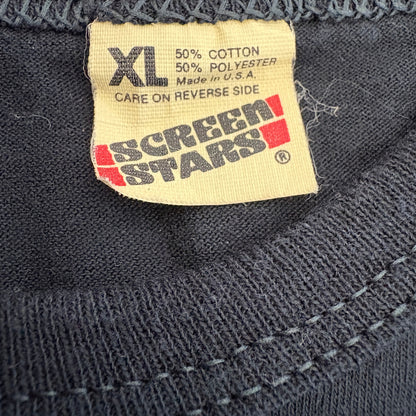 XL
50% COTTON
50% POLYESTER
Made in U.S.A.
CARE ON REVERSE SIDE
SCREEN
STARS
®